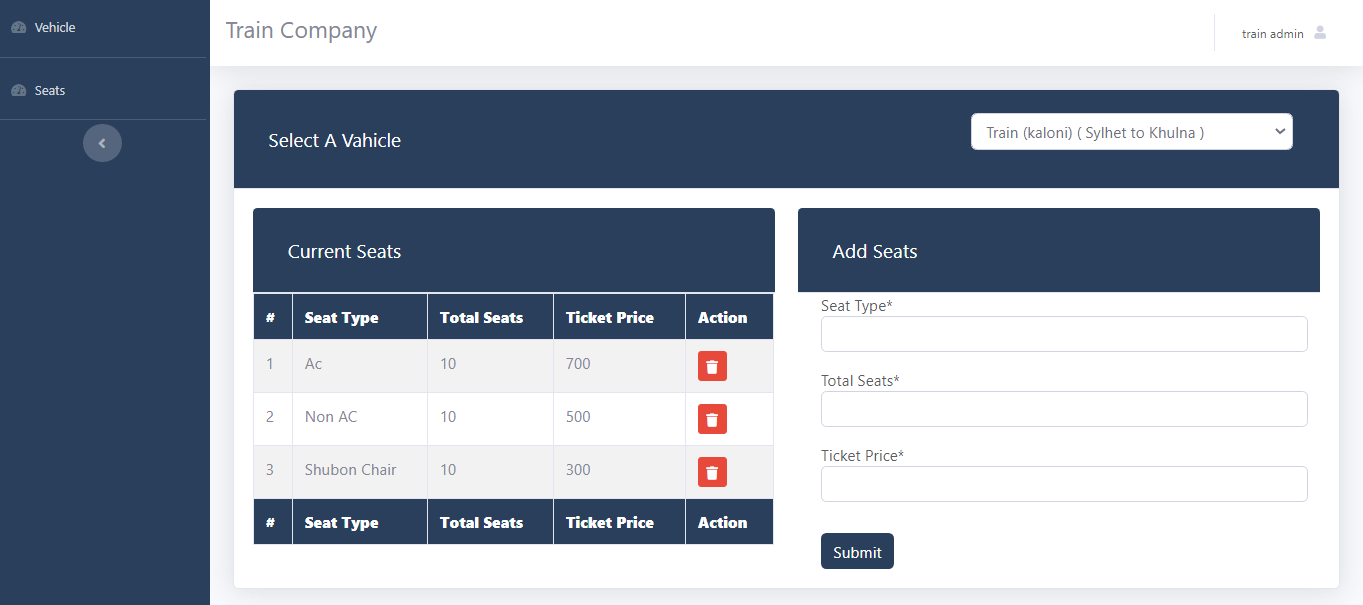 Vehicle
Train Company
train admin
Seats
Select A Vahicle
Train (kaloni) ( Sylhet to Khulna )
Current Seats
# Seat Type Total Seats Ticket Price Action
1 Ac 10 700
2 Non AC 10 500
3 Shubon Chair 10 300
# Seat Type Total Seats Ticket Price Action
Add Seats
Seat Type*
Total Seats*
Ticket Price*
Submit